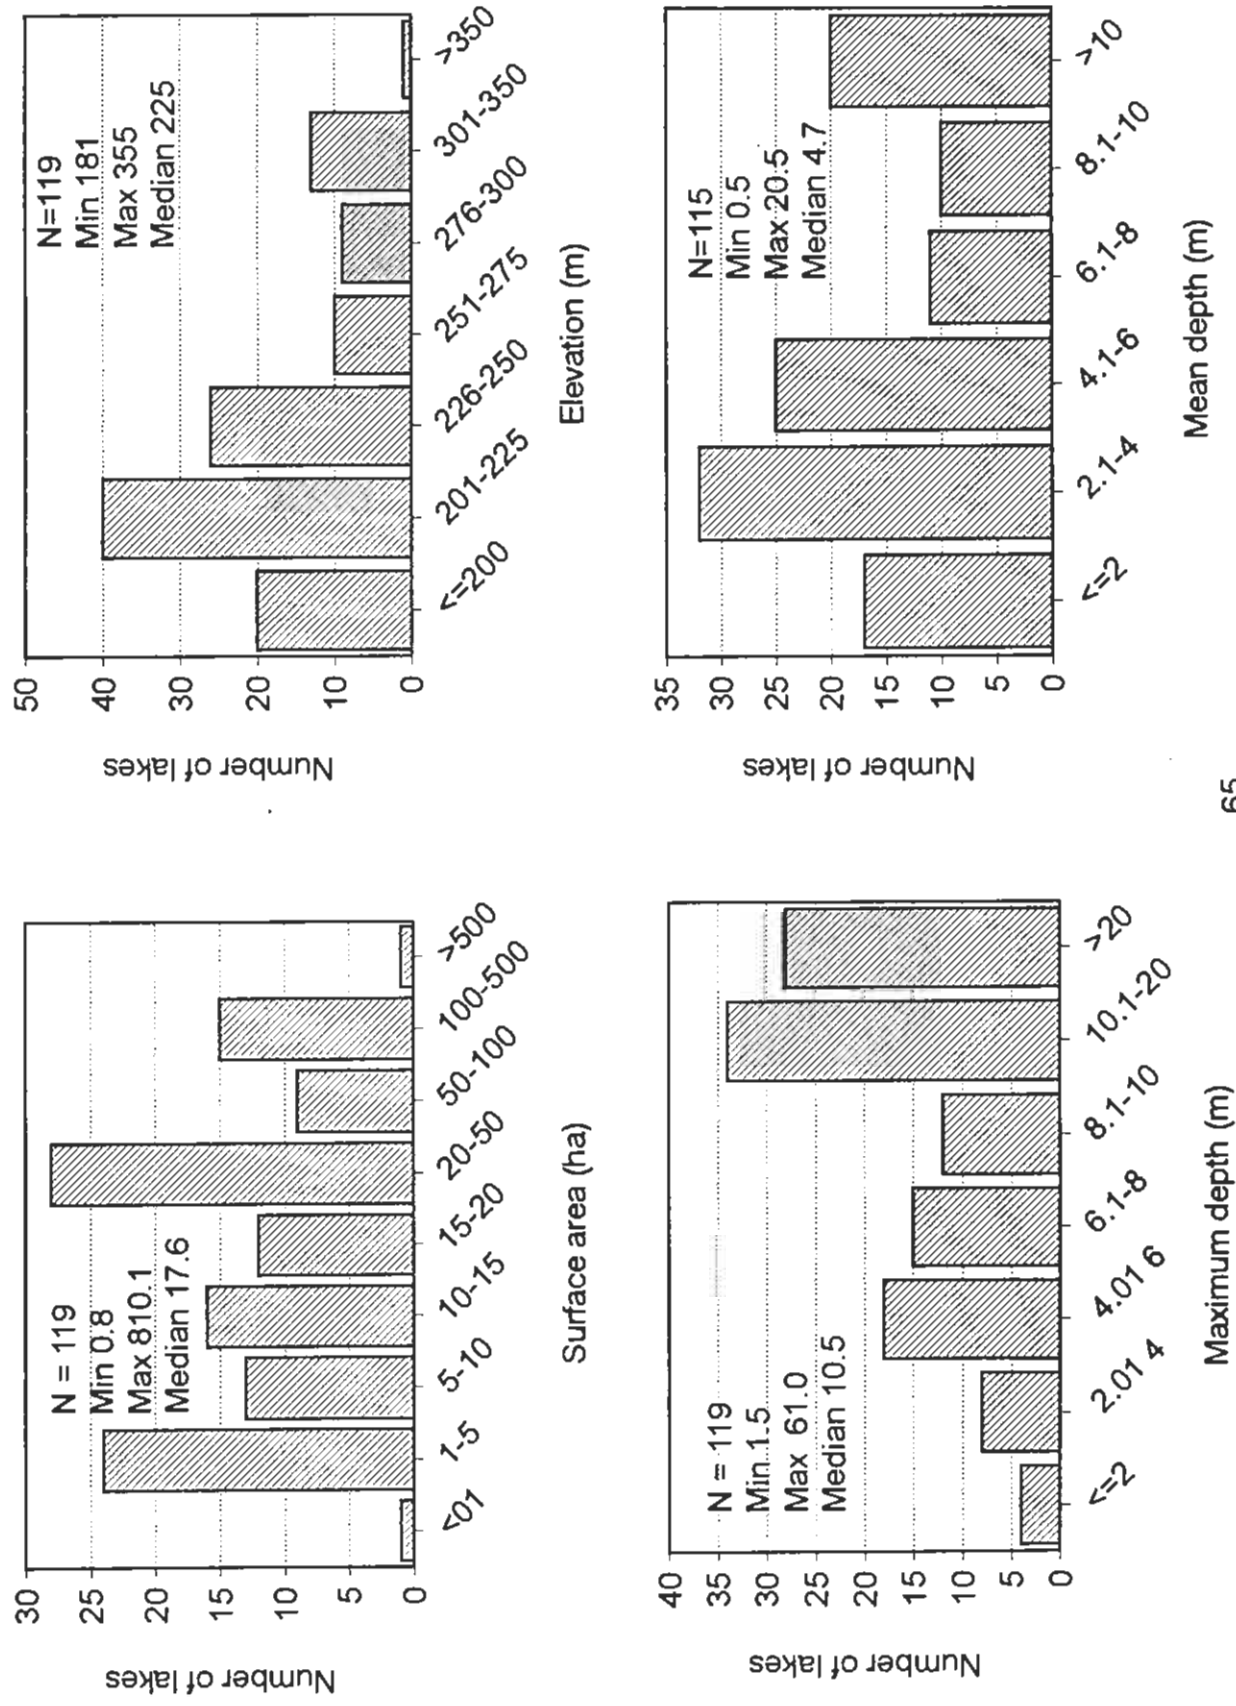 30
25
20
15
10
5
0
Number of lakes
N = 119
Min 0.8
Max 810.1
Median 17.6
<01
1-5
5-10
10-15
15-20
20-50
50-100
100-500
>500
Surface area (ha)
50
40
30
20
10
0
Number of lakes
N=119
Min 181
Max 355
Median 225
<=200
201-225
226-250
251-275
276-300
301-350
>350
Elevation (m)
40
35
30
25
20
15
10
5
0
Number of lakes
N = 119
Min 1.5
Max 61.0
Median 10.5
<=2
2.01 4
4.01 6
6.1-8
8.1-10
10.1-20
>20
Maximum depth (m)
35
30
25
20
15
10
5
0
Number of lakes
N=115
Min 0.5
Max 20.5
Median 4.7
<=2
2.1-4
4.1-6
6.1-8
8.1-10
>10
Mean depth (m)
65